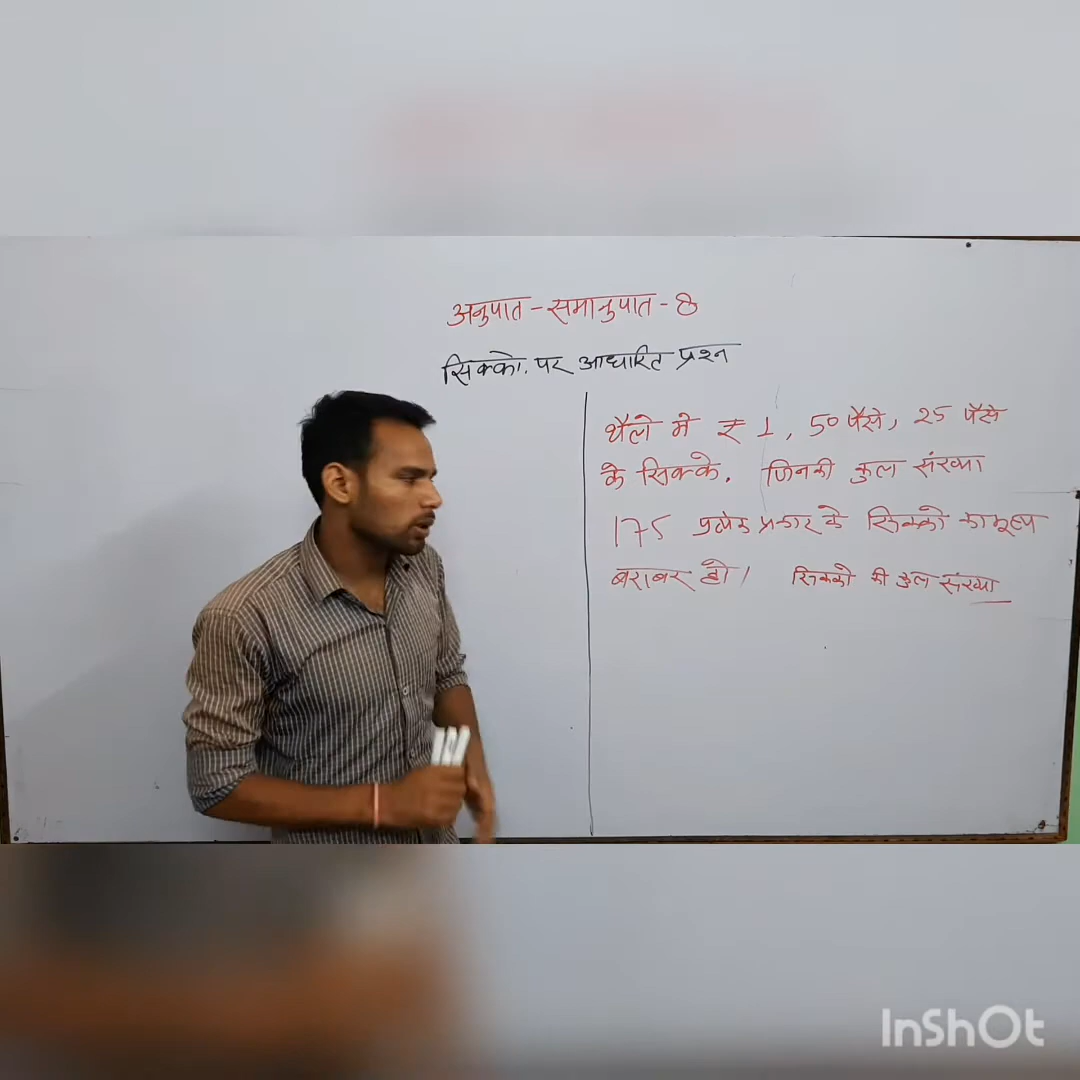 अनुपात - समानुपात - 8
सिक्को. पर आधारित प्रश्न
थैले मे ₹ 1, 50 पैसे, 25 पैसे
के सिक्के. जिनकी कुल संख्या
175 प्रत्येक प्रकार के सिक्को का मूल्य
बराबर हो। सिक्को की कुल संख्या
InShOt